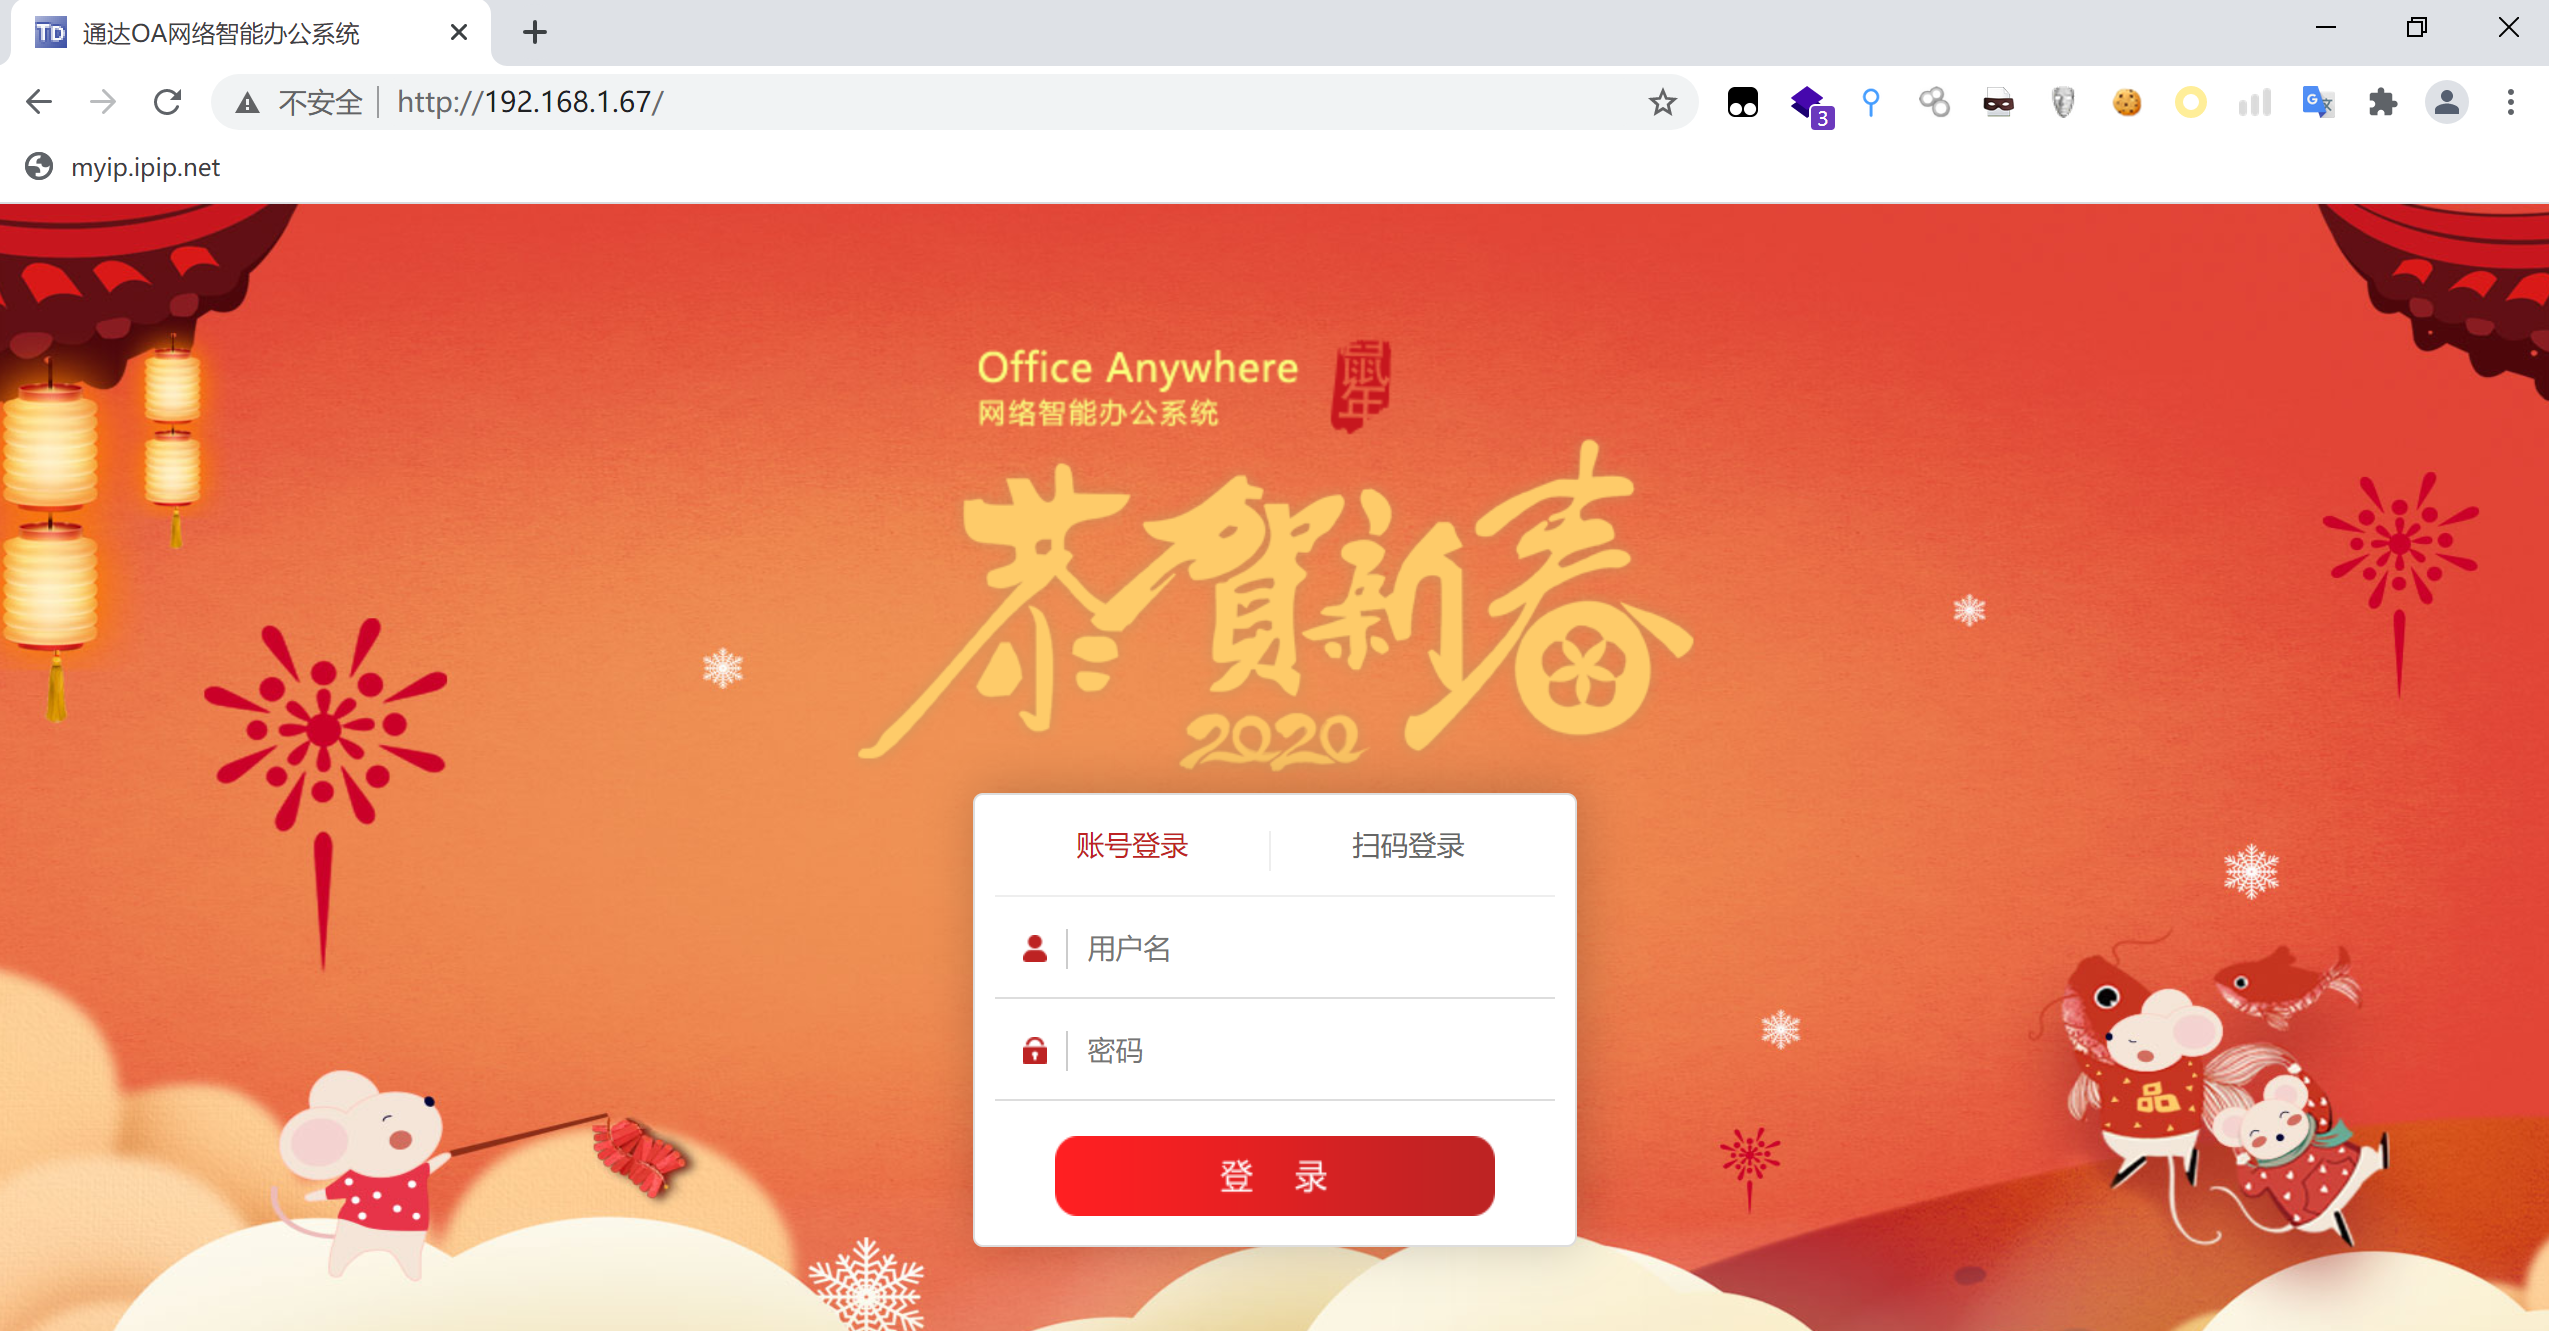 TD 通达OA网络智能办公系统
不安全 http://192.168.1.67/
3
G 文
myip.ipip.net
Office Anywhere
网络智能办公系统
鼠年
恭賀新春
2020
账号登录 扫码登录
用户名
密码
登 录
品